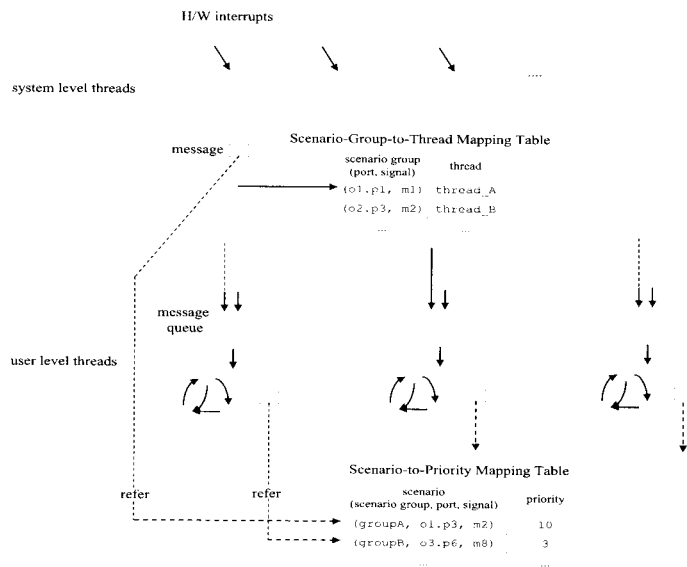 H/W interrupts
....
system level threads
Scenario-Group-to-Thread Mapping Table
message
scenario group
(port, signal)
thread
(o1.p1, m1) thread_A
(o2.p3, m2) thread_B
... ...
message
queue
user level threads
Scenario-to-Priority Mapping Table
refer
refer
scenario
(scenario group, port, signal)
priority
(groupA, o1.p3, m2) 10
(groupB, o3.p6, m8) 3
... ...